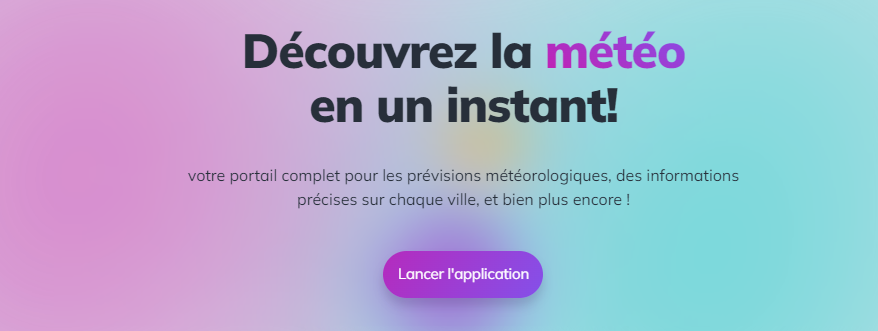 Découvrez la météo
en un instant!
votre portail complet pour les prévisions météorologiques, des informations
précises sur chaque ville, et bien plus encore !
Lancer l'application